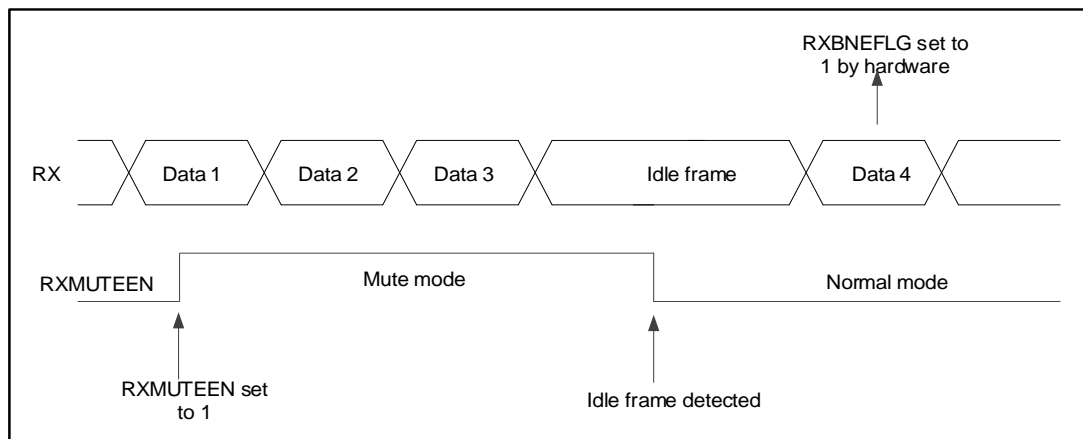 RXBNEFLG set to
1 by hardware
RX
Data 1
Data 2
Data 3
Idle frame
Data 4
RXMUTEEN
Mute mode
Normal mode
RXMUTEEN set
to 1
Idle frame detected